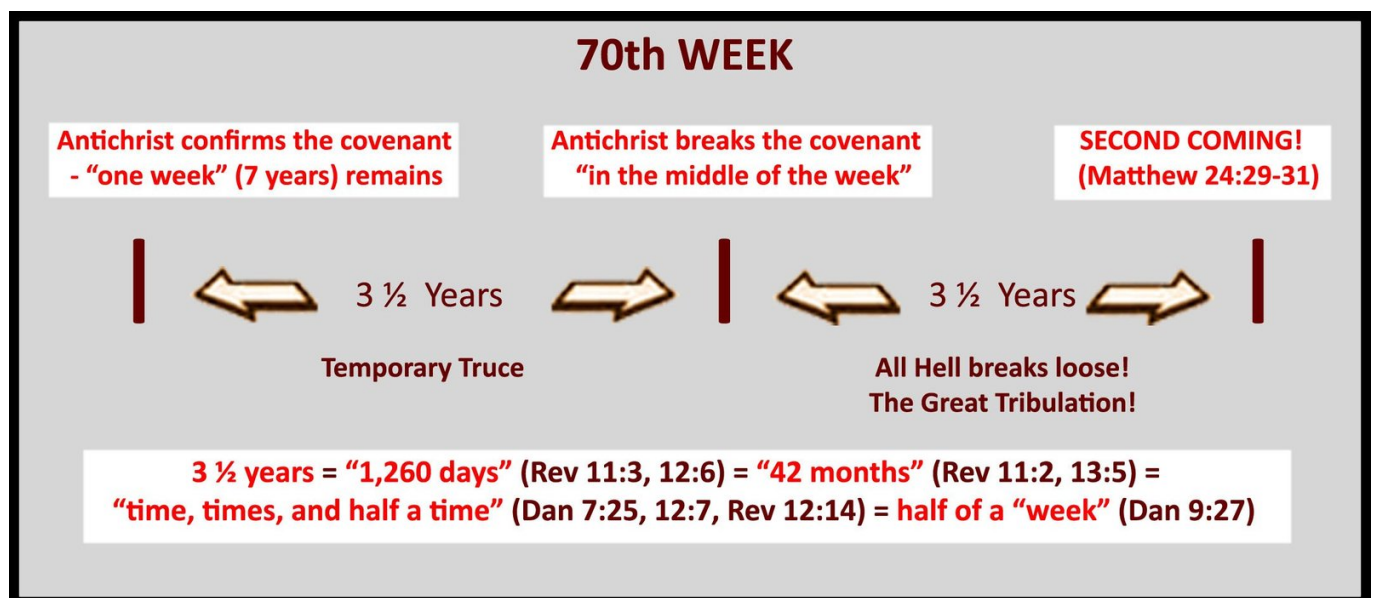 70th WEEK
Antichrist confirms the covenant
- “one week” (7 years) remains
Antichrist breaks the covenant
“in the middle of the week”
SECOND COMING!
(Matthew 24:29-31)
3 ½ Years
3 ½ Years
Temporary Truce
All Hell breaks loose!
The Great Tribulation!
3 ½ years = “1,260 days” (Rev 11:3, 12:6) = “42 months” (Rev 11:2, 13:5) =
“time, times, and half a time” (Dan 7:25, 12:7, Rev 12:14) = half of a “week” (Dan 9:27)